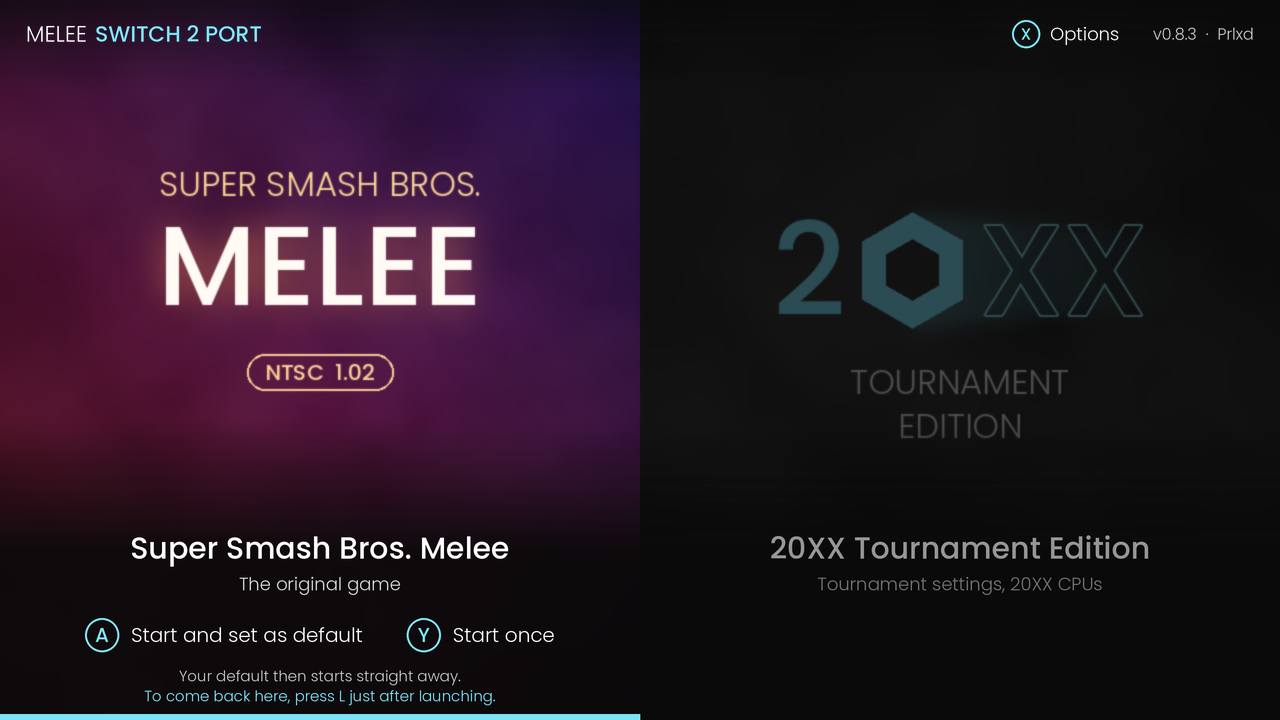 MELEE SWITCH 2 PORT
X Options
v0.8.3 · Prlxd
SUPER SMASH BROS.
MELEE
NTSC 1.02
Super Smash Bros. Melee
The original game
A Start and set as default
Y Start once
Your default then starts straight away.
To come back here, press L just after launching.
20XX
TOURNAMENT
EDITION
20XX Tournament Edition
Tournament settings, 20XX CPUs